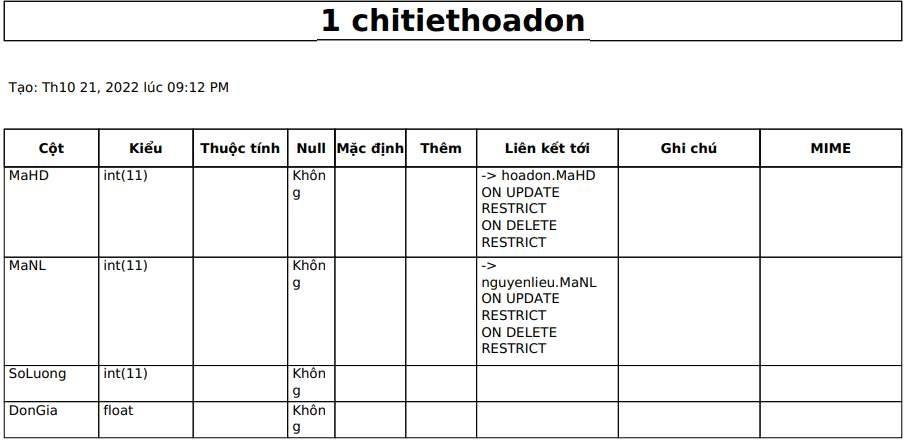 1 chitiethoadon
Tạo: Th10 21, 2022 lúc 09:12 PM
Cột Kiểu Thuộc tính Null Mặc định Thêm Liên kết tới Ghi chú MIME
MaHD int(11) Khôn -> hoadon.MaHD
g ON UPDATE
RESTRICT
ON DELETE
RESTRICT
MaNL int(11) Khôn ->
g nguyenlieu.MaNL
ON UPDATE
RESTRICT
ON DELETE
RESTRICT
SoLuong int(11) Khôn
g
DonGia float Khôn
g